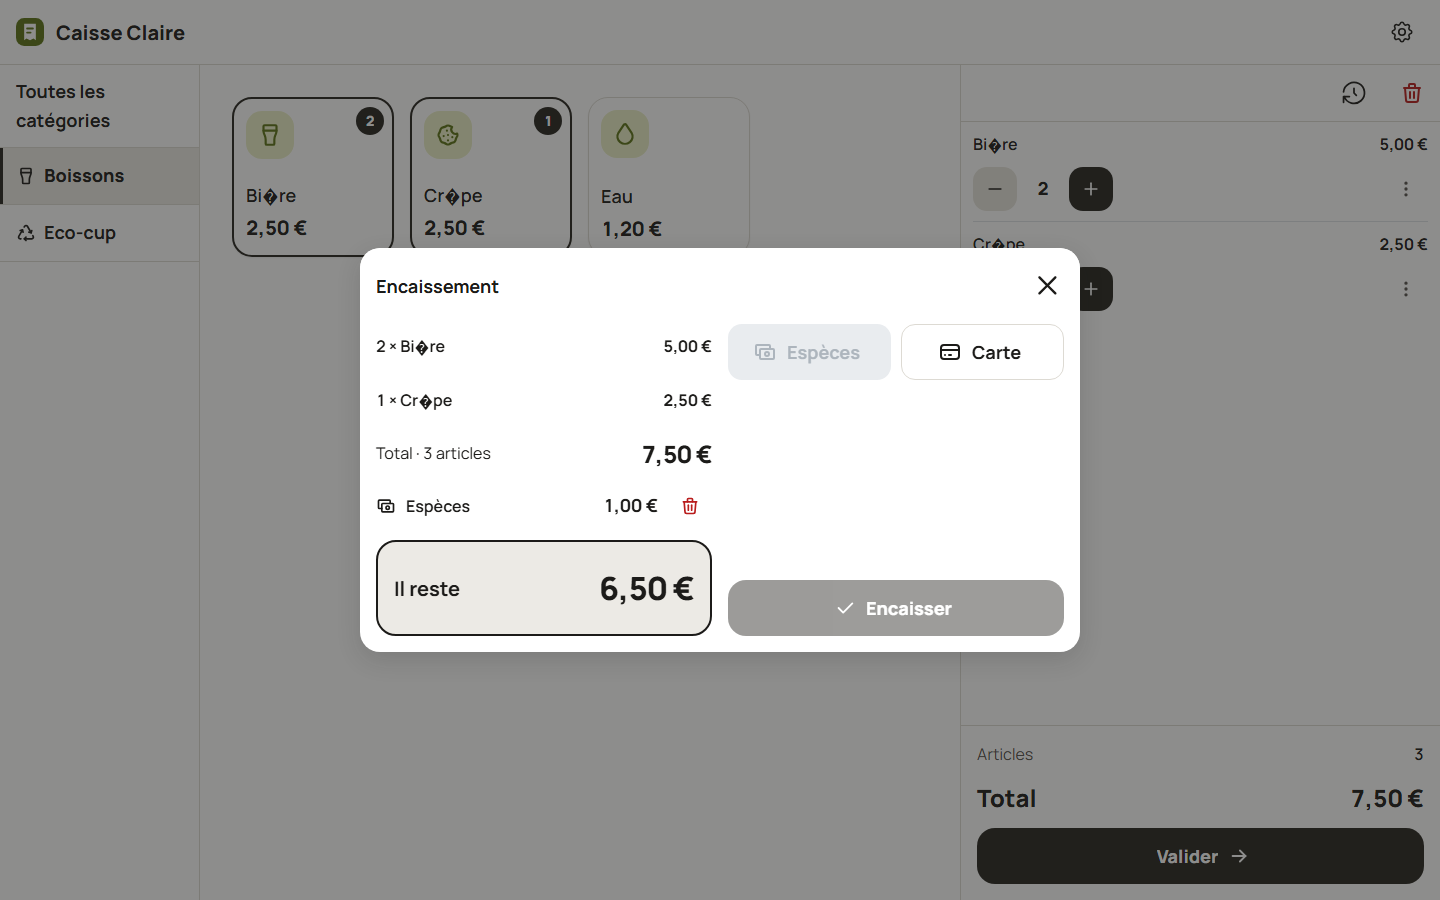 Caisse Claire
Toutes les
catégories
Boissons
Eco-cup
2
Bi�re
2,50 €
1
Cr�pe
2,50 €
Eau
1,20 €
Bi�re 5,00 €
2
Cr�pe 2,50 €
Encaissement
2 × Bi�re 5,00 €
1 × Cr�pe 2,50 €
Total · 3 articles 7,50 €
Espèces 1,00 €
Il reste 6,50 €
Espèces
Carte
Encaisser
Articles 3
Total 7,50 €
Valider